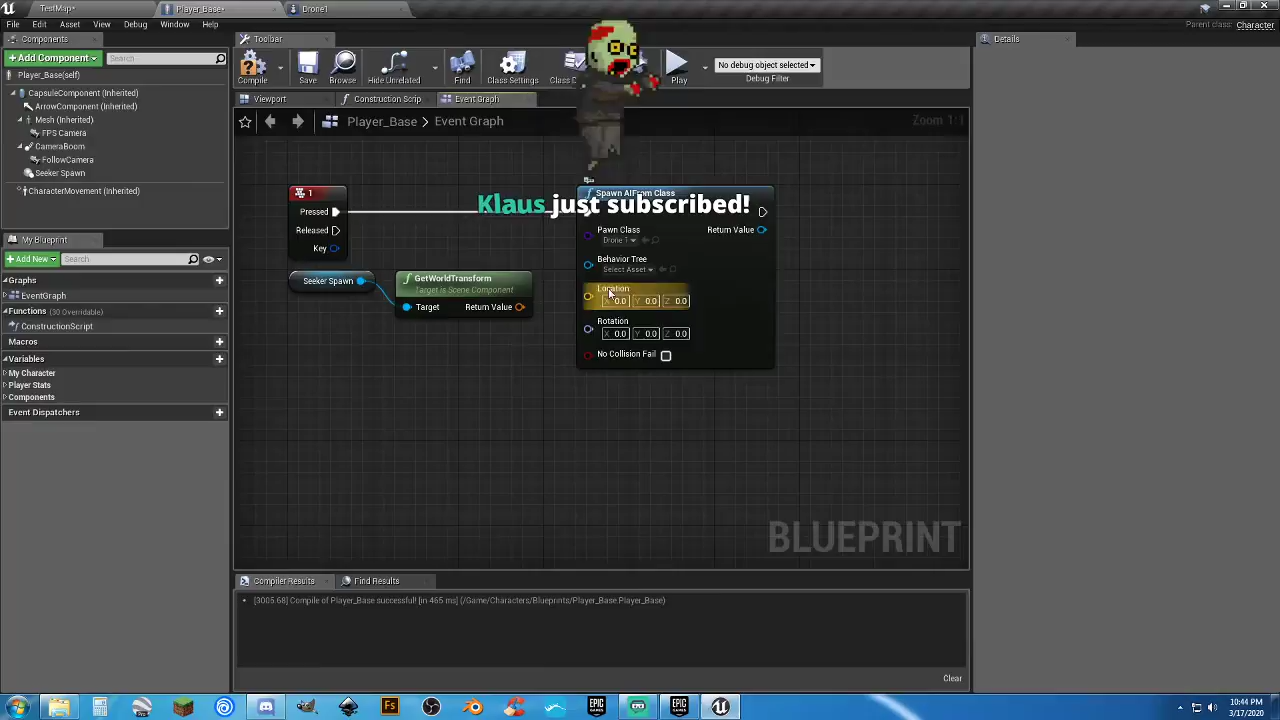 TestMap*
Player_Base*
Drone1
File
Edit
Asset
View
Debug
Window
Help
Parent class: Character
Components
Toolbar
Details
+ Add Component
Search
Compile
Save
Browse
Hide Unrelated
Find
Class Settings
Play
No debug object selected
Debug Filter
Player_Base(self)
CapsuleComponent (Inherited)
ArrowComponent (Inherited)
Mesh (Inherited)
FPS Camera
CameraBoom
FollowCamera
Seeker Spawn
CharacterMovement (Inherited)
Viewport
Construction Scrip
Event Graph
Player_Base > Event Graph
Zoom 1:1
My Blueprint
+ Add New
Search
Graphs
EventGraph
Functions (30 Overridable)
ConstructionScript
Macros
Variables
My Character
Player Stats
Components
Event Dispatchers
1
Pressed
Released
Key
Seeker Spawn
GetWorldTransform
Target is Scene Component
Target
Return Value
Spawn AIFrom Class
Klaus just subscribed!
Pawn Class
Drone 1
Return Value
Behavior Tree
Select Asset
Location
X 0.0 Y 0.0 Z 0.0
Rotation
X 0.0 Y 0.0 Z 0.0
No Collision Fail
BLUEPRINT
Compiler Results
Find Results
[3005.68] Compile of Player_Base successful! [in 465 ms] (/Game/Characters/Blueprints/Player_Base.Player_Base)
Clear
Fs
EPIC GAMES
EPIC GAMES
10:44 PM
3/17/2020